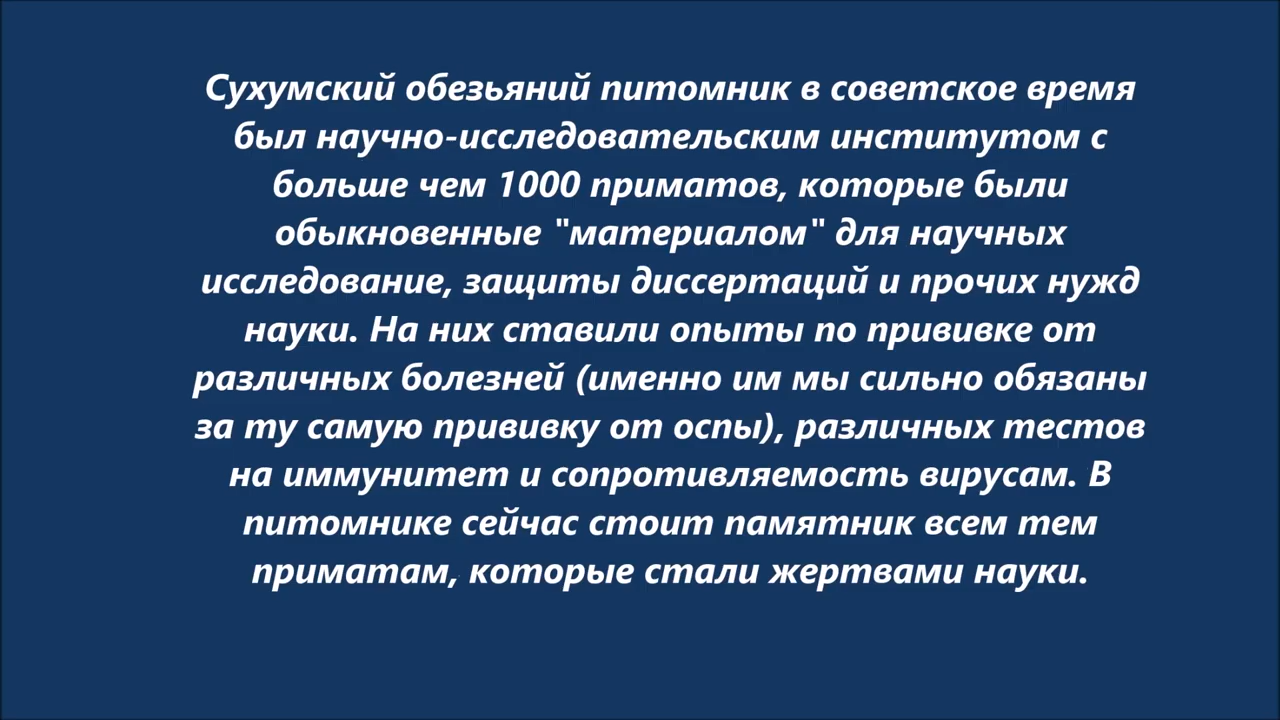 Сухумский обезьяний питомник в советское время
был научно-исследовательским институтом с
больше чем 1000 приматов, которые были
обыкновенные "материалом" для научных
исследование, защиты диссертаций и прочих нужд
науки. На них ставили опыты по прививке от
различных болезней (именно им мы сильно обязаны
за ту самую прививку от оспы), различных тестов
на иммунитет и сопротивляемость вирусам. В
питомнике сейчас стоит памятник всем тем
приматам, которые стали жертвами науки.